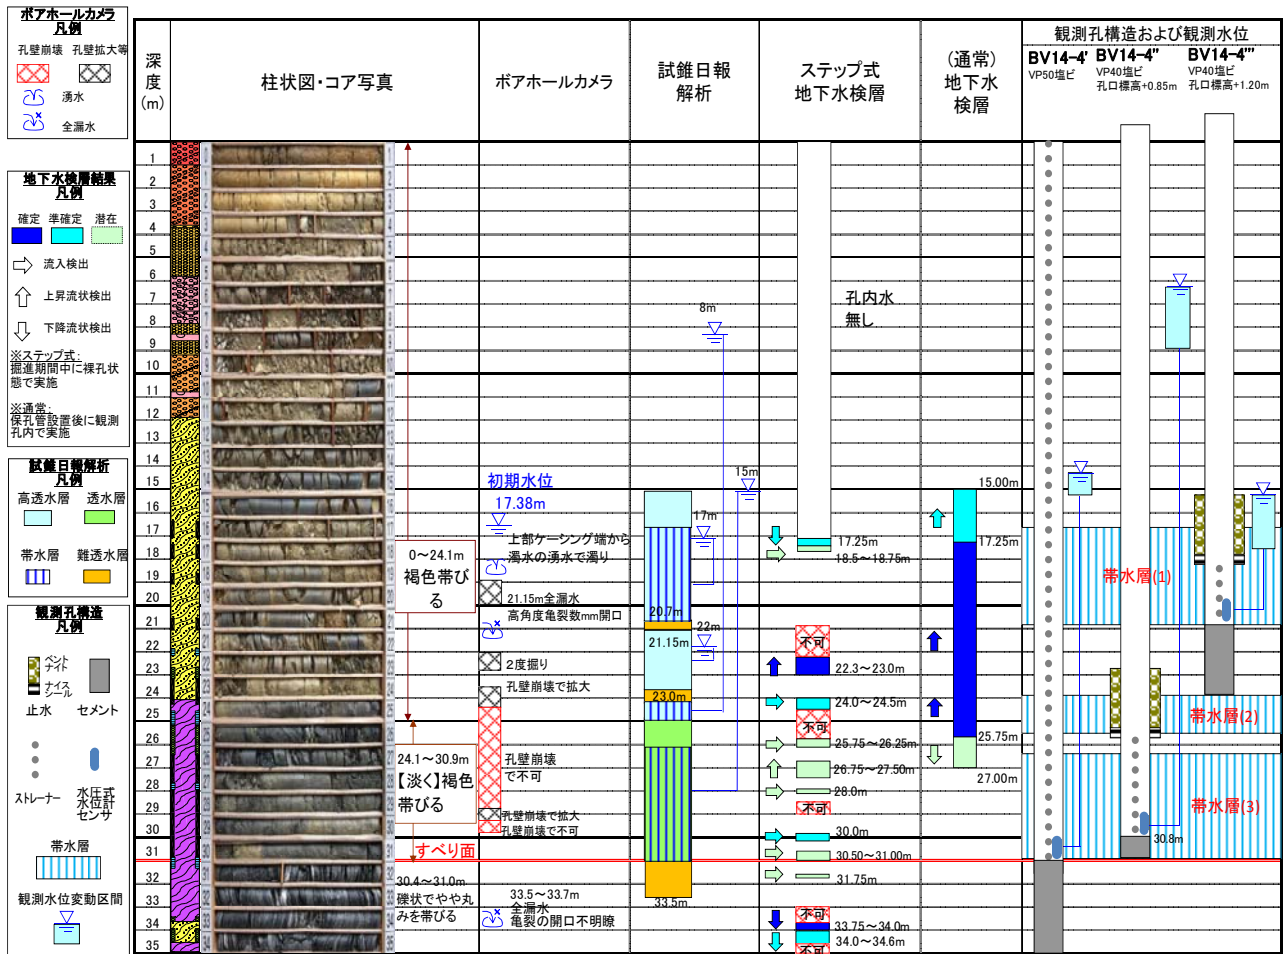 ボアホールカメラ
凡例
孔壁崩壊 孔壁拡大等
湧水
全漏水
地下水検層結果
凡例
確定 準確定 潜在
流入検出
上昇流状検出
下降流状検出
※ステップ式:
掘進期間中に裸孔状
態で実施
※通常:
保孔管設置後に観測
孔内で実施
試錐日報解析
凡例
高透水層 透水層
帯水層 難透水層
観測孔構造
凡例
ベント
ナイト
ナイス
シール
止水 セメント
ストレーナー
水圧式
水位計
センサ
帯水層
観測水位変動区間
深
度
(m)
柱状図・コア写真
ボアホールカメラ
試錐日報
解析
ステップ式
地下水検層
(通常)
地下水
検層
観測孔構造および観測水位
BV14-4' BV14-4'' BV14-4'''
VP50塩ビ
VP40塩ビ
孔口標高+0.85m
VP40塩ビ
孔口標高+1.20m
1
2
3
4
5
6
7
8
9
10
11
12
13
14
15
16
17
18
19
20
21
22
23
24
25
26
27
28
29
30
31
32
33
34
35
0~24.1m
褐色帯び
る
24.1~30.9m
【淡く】褐色
帯びる
すべり面
30.4~31.0m
礫状でやや丸
みを帯びる
初期水位
17.38m
上部ケーシング端から
濁水の湧水で濁り
21.15m全漏水
高角度亀裂数mm開口
2度掘り
孔壁崩壊で拡大
孔壁崩壊
で不可
孔壁崩壊で拡大
孔壁崩壊で不可
33.5~33.7m
全漏水
亀裂の開口不明瞭
8m
15m
17m
20.7m
22m
21.15m
23.0m
33.5m
孔内水
無し
17.25m
18.5~18.75m
不可
22.3~23.0m
24.0~24.5m
不可
25.75~26.25m
26.75~27.50m
28.0m
不可
30.0m
30.50~31.00m
31.75m
不可
33.75~34.0m
34.0~34.6m
不可
15.00m
17.25m
25.75m
27.00m
帯水層(1)
帯水層(2)
帯水層(3)
30.8m